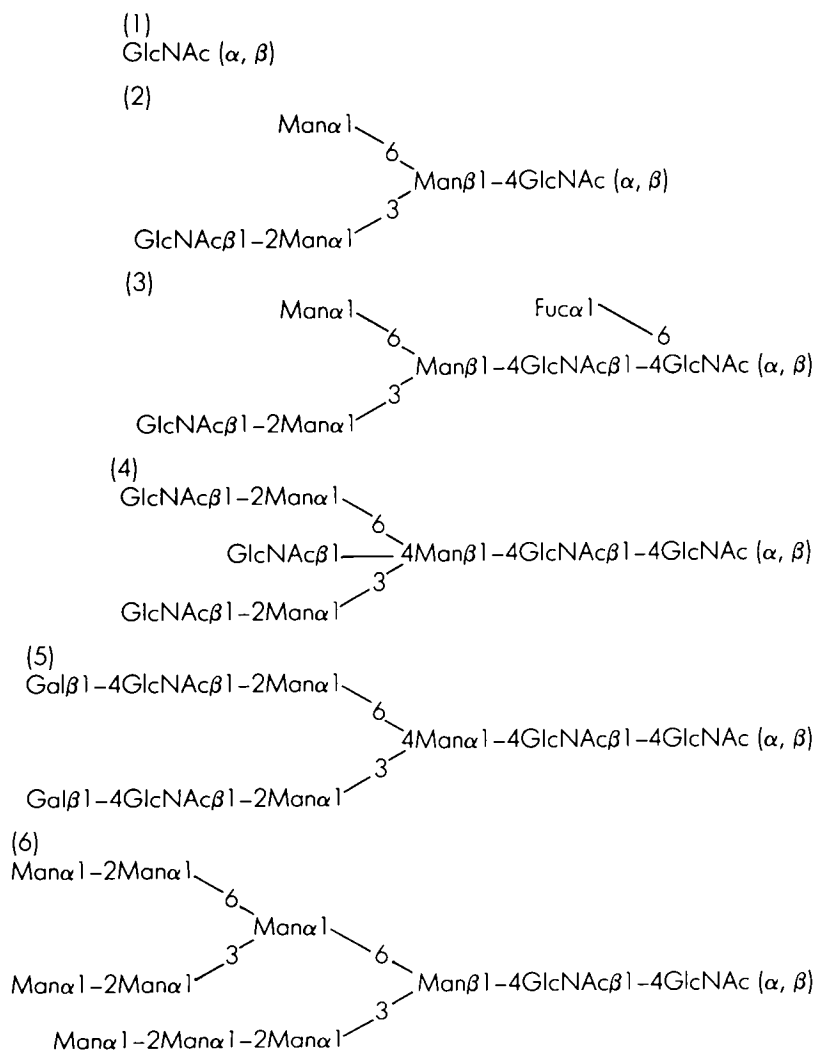 (1)
GlcNAc (α, β)
(2)
Manα1
6
Manβ1–4GlcNAc (α, β)
3
GlcNAcβ1–2Manα1
(3)
Manα1 Fucα1
6 6
Manβ1–4GlcNAcβ1–4GlcNAc (α, β)
3
GlcNAcβ1–2Manα1
(4)
GlcNAcβ1–2Manα1
6
GlcNAcβ1 4Manβ1–4GlcNAcβ1–4GlcNAc (α, β)
3
GlcNAcβ1–2Manα1
(5)
Galβ1–4GlcNAcβ1–2Manα1
6
4Manα1–4GlcNAcβ1–4GlcNAc (α, β)
3
Galβ1–4GlcNAcβ1–2Manα1
(6)
Manα1–2Manα1
6
Manα1
3 6
Manα1–2Manα1 Manβ1–4GlcNAcβ1–4GlcNAc (α, β)
3
Manα1–2Manα1–2Manα1